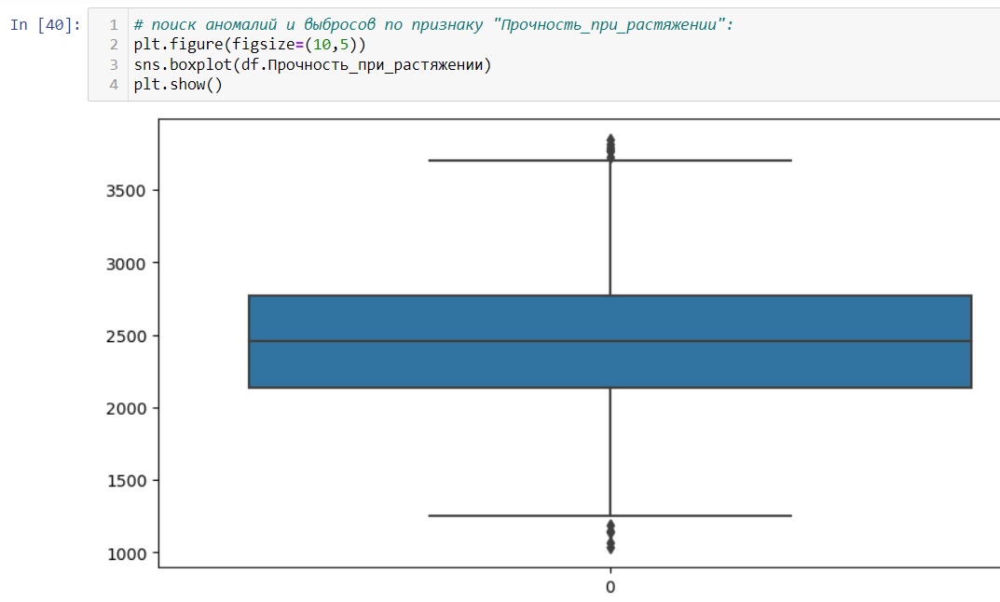 In [40]:
1 # поиск аномалий и выбросов по признаку "Прочность_при_растяжении":
2 plt.figure(figsize=(10,5))
3 sns.boxplot(df.Прочность_при_растяжении)
4 plt.show()
3500
3000
2500
2000
1500
1000
0